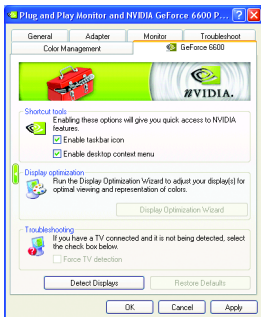 Plug and Play Monitor and NVIDIA GeForce 6600 P...
General
Adapter
Monitor
Troubleshoot
Color Management
GeForce 6600
NVIDIA.
Shortcut tools
Enabling these options will give you quick access to NVIDIA
features.
Enable taskbar icon
Enable desktop context menu
Display optimization
Run the Display Optimization Wizard to adjust your display(s) for
optimal viewing and representation of colors.
Display Optimization Wizard
Troubleshooting
If you have a TV connected and it is not being detected, select
the check box below.
Force TV detection
Detect Displays
Restore Defaults
OK
Cancel
Apply